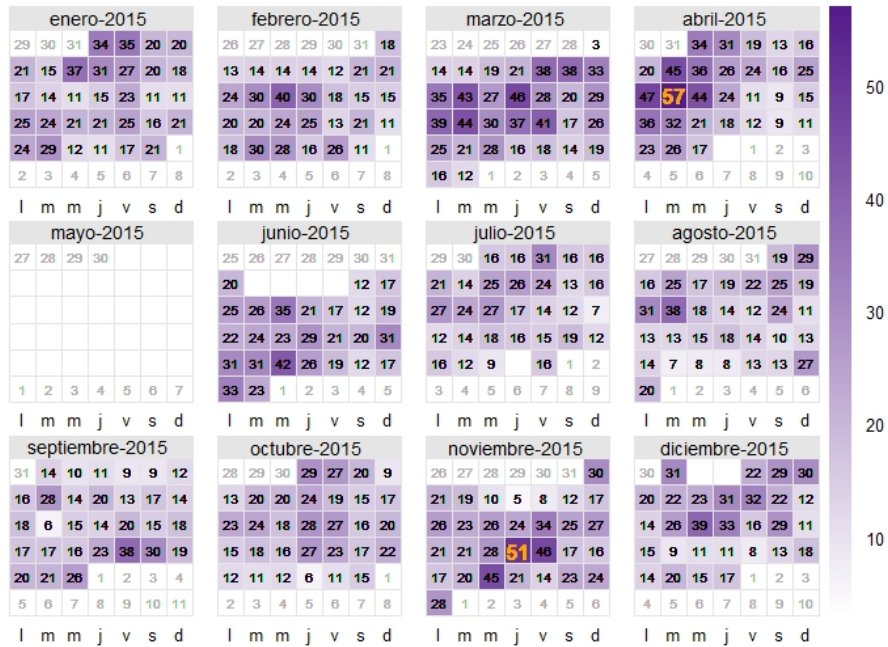 enero-2015 febrero-2015 marzo-2015 abril-2015
29 30 31 34 35 20 20 26 27 28 29 30 31 18 23 24 25 26 27 28 3 30 31 34 31 19 13 16
21 15 37 31 27 20 18 13 14 14 14 12 21 21 14 14 19 21 38 38 33 20 45 36 26 24 16 25
17 14 11 15 23 11 11 24 30 40 30 18 15 15 35 43 27 46 28 20 29 47 57 44 24 11 9 15 50
25 24 21 21 25 16 21 20 20 24 25 13 21 11 39 44 30 37 41 17 26 36 32 21 18 12 9 11
24 29 12 11 17 21 1 18 30 28 16 26 11 1 25 21 28 16 18 14 19 23 26 17 1 2 3
2 3 4 5 6 7 8 2 3 4 5 6 7 8 16 12 1 2 3 4 5 4 5 6 7 8 9 10
l m m j v s d l m m j v s d l m m j v s d l m m j v s d 40
mayo-2015 junio-2015 julio-2015 agosto-2015
27 28 29 30 25 26 27 28 29 30 31 29 30 16 16 31 16 16 27 28 29 30 31 19 29
20 12 17 21 14 25 26 24 13 16 16 25 17 19 22 25 19
25 26 35 21 17 12 19 27 24 27 17 14 12 7 31 38 18 14 12 24 11 30
22 24 23 29 21 20 31 12 14 18 16 15 19 12 13 13 15 18 14 10 13
31 31 42 26 19 12 17 16 12 9 16 1 2 14 7 8 8 13 13 27
1 2 3 4 5 6 7 33 23 1 2 3 4 5 3 4 5 6 7 8 9 20 1 2 3 4 5 6
l m m j v s d l m m j v s d l m m j v s d l m m j v s d
septiembre-2015 octubre-2015 noviembre-2015 diciembre-2015 20
31 14 10 11 9 9 12 28 29 30 29 27 20 9 26 27 28 29 30 31 30 30 31 22 29 30
16 28 14 20 13 17 14 13 20 20 24 19 15 17 21 19 10 5 8 12 17 20 22 23 31 32 22 12
18 6 15 14 20 15 18 23 24 18 28 27 16 20 26 23 26 24 34 25 27 14 26 39 33 16 29 11
17 17 16 23 38 30 19 15 18 16 27 23 17 22 21 21 28 51 46 17 16 15 9 11 11 8 13 18 10
20 21 26 1 2 3 4 12 11 12 6 11 15 1 17 20 45 21 14 23 24 14 20 15 17 1 2 3
5 6 7 8 9 10 11 2 3 4 5 6 7 8 28 1 2 3 4 5 6 4 5 6 7 8 9 10
l m m j v s d l m m j v s d l m m j v s d l m m j v s d